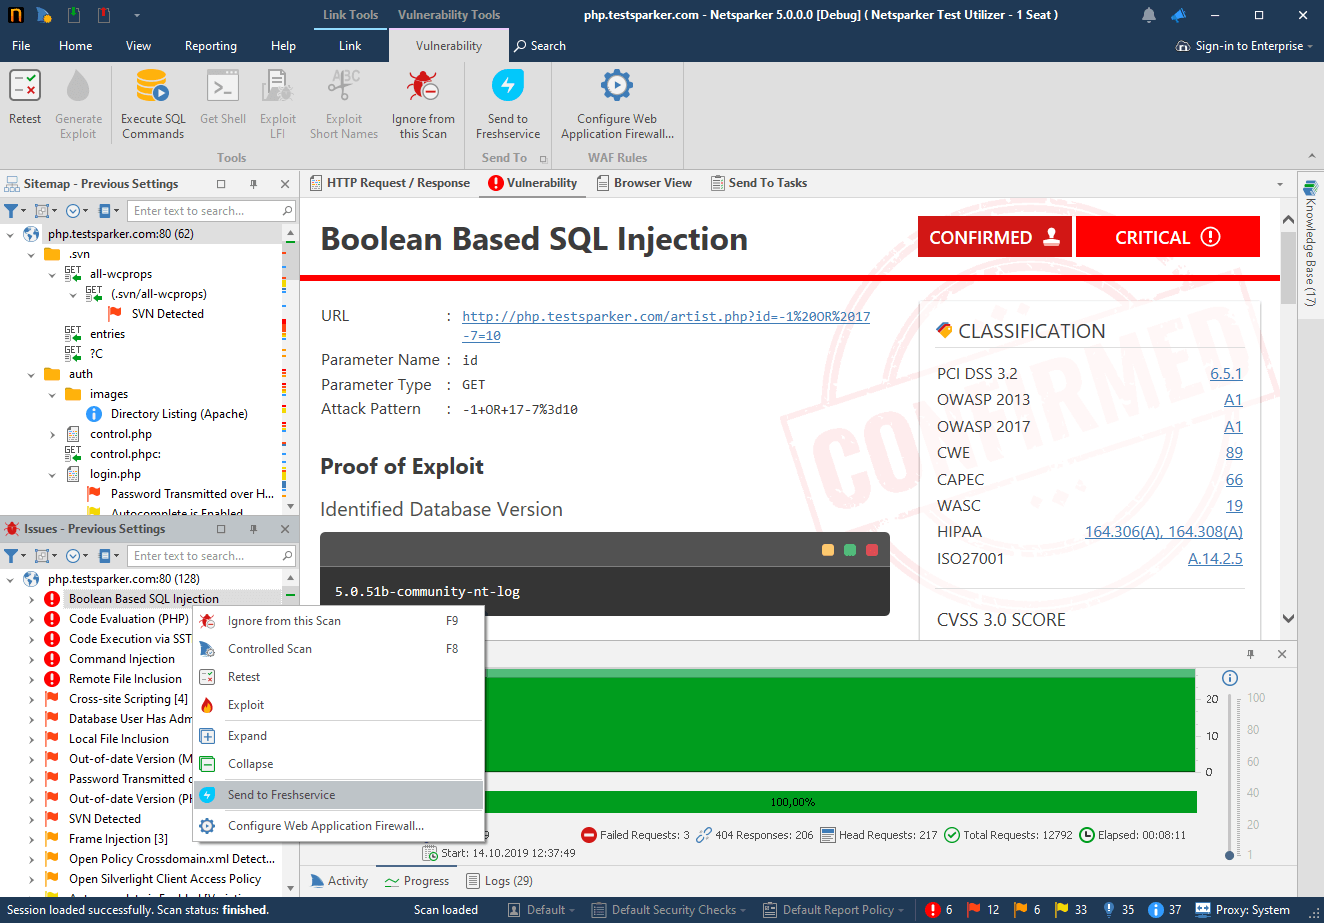 Link Tools
Vulnerability Tools
php.testsparker.com - Netsparker 5.0.0.0 [Debug] ( Netsparker Test Utilizer - 1 Seat )
File
Home
View
Reporting
Help
Link
Vulnerability
Search
Sign-in to Enterprise
Retest
Generate
Exploit
Execute SQL
Commands
Get Shell
Exploit
LFI
ABC
Exploit
Short Names
Ignore from
this Scan
Send to
Freshservice
Configure Web
Application Firewall...
Tools
Send To
WAF Rules
Sitemap - Previous Settings
Enter text to search...
php.testsparker.com:80 (62)
.svn
GET
all-wcprops
GET
(.svn/all-wcprops)
SVN Detected
GET
entries
GET
?C
auth
images
Directory Listing (Apache)
control.php
GET
control.phpc:
login.php
Password Transmitted over H...
Autocomplete is Enabled
Issues - Previous Settings
Enter text to search...
php.testsparker.com:80 (128)
Boolean Based SQL Injection
Code Evaluation (PHP)
Code Execution via SST
Command Injection
Remote File Inclusion
Cross-site Scripting [4]
Database User Has Adm
Local File Inclusion
Out-of-date Version (M
Password Transmitted o
Out-of-date Version (PH
SVN Detected
Frame Injection [3]
Open Policy Crossdomain.xml Detect...
Open Silverlight Client Access Policy
Ignore from this Scan F9
Controlled Scan F8
Retest
Exploit
Expand
Collapse
Send to Freshservice
Configure Web Application Firewall...
HTTP Request / Response
Vulnerability
Browser View
Send To Tasks
Knowledge Base (17)
Boolean Based SQL Injection
CONFIRMED
CRITICAL
URL : http://php.testsparker.com/artist.php?id=-1%20OR%2017
-7=10
Parameter Name : id
Parameter Type : GET
Attack Pattern : -1+OR+17-7%3d10
CONFIRMED
Proof of Exploit
Identified Database Version
5.0.51b-community-nt-log
CLASSIFICATION
PCI DSS 3.2 6.5.1
OWASP 2013 A1
OWASP 2017 A1
CWE 89
CAPEC 66
WASC 19
HIPAA 164.306(A), 164.308(A)
ISO27001 A.14.2.5
CVSS 3.0 SCORE
20
10
0
100
80
60
40
20
1
100,00%
9
Failed Requests: 3
404 Responses: 206
Head Requests: 217
Total Requests: 12792
Elapsed: 00:08:11
Start: 14.10.2019 12:37:49
Activity
Progress
Logs (29)
Session loaded successfully. Scan status: finished.
Scan loaded
Default
Default Security Checks
Default Report Policy
6
12
6
33
35
37
Proxy: System